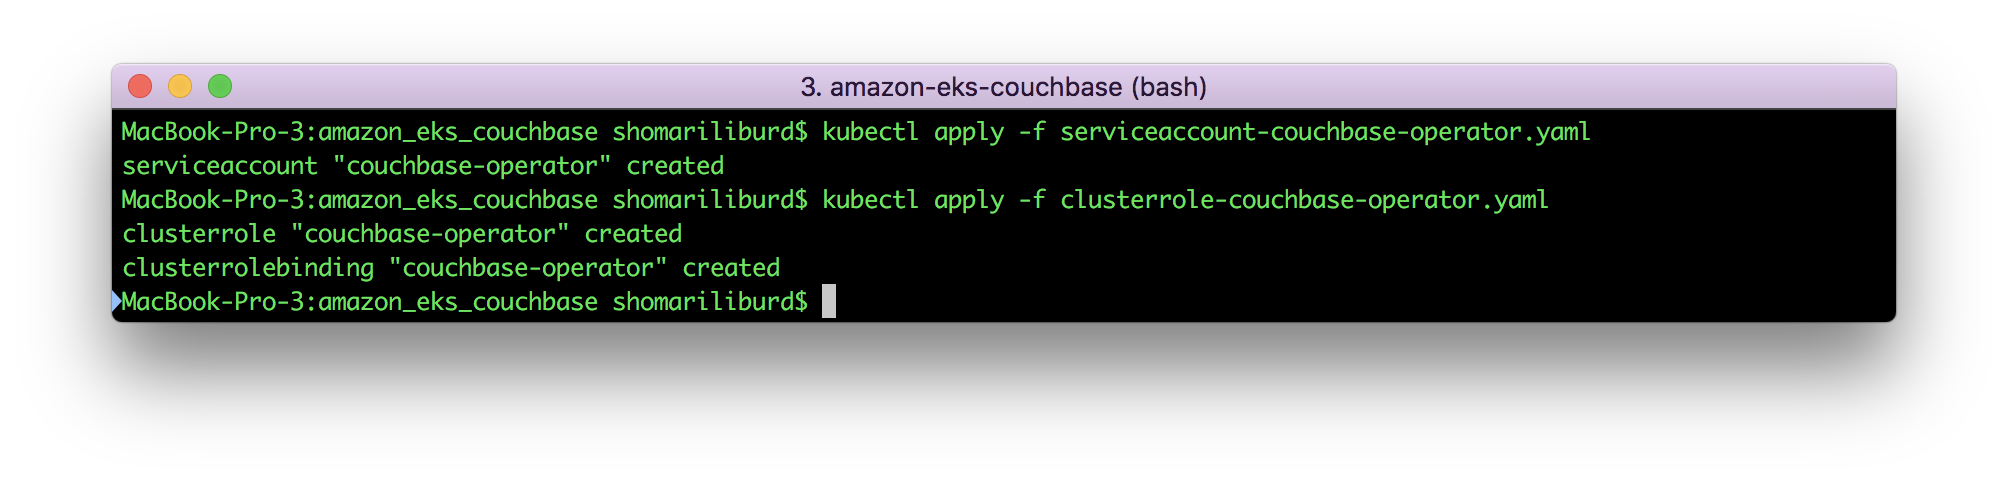 3. amazon-eks-couchbase (bash)
MacBook-Pro-3:amazon_eks_couchbase shomariliburd$ kubectl apply -f serviceaccount-couchbase-operator.yaml
serviceaccount "couchbase-operator" created
MacBook-Pro-3:amazon_eks_couchbase shomariliburd$ kubectl apply -f clusterrole-couchbase-operator.yaml
clusterrole "couchbase-operator" created
clusterrolebinding "couchbase-operator" created
MacBook-Pro-3:amazon_eks_couchbase shomariliburd$